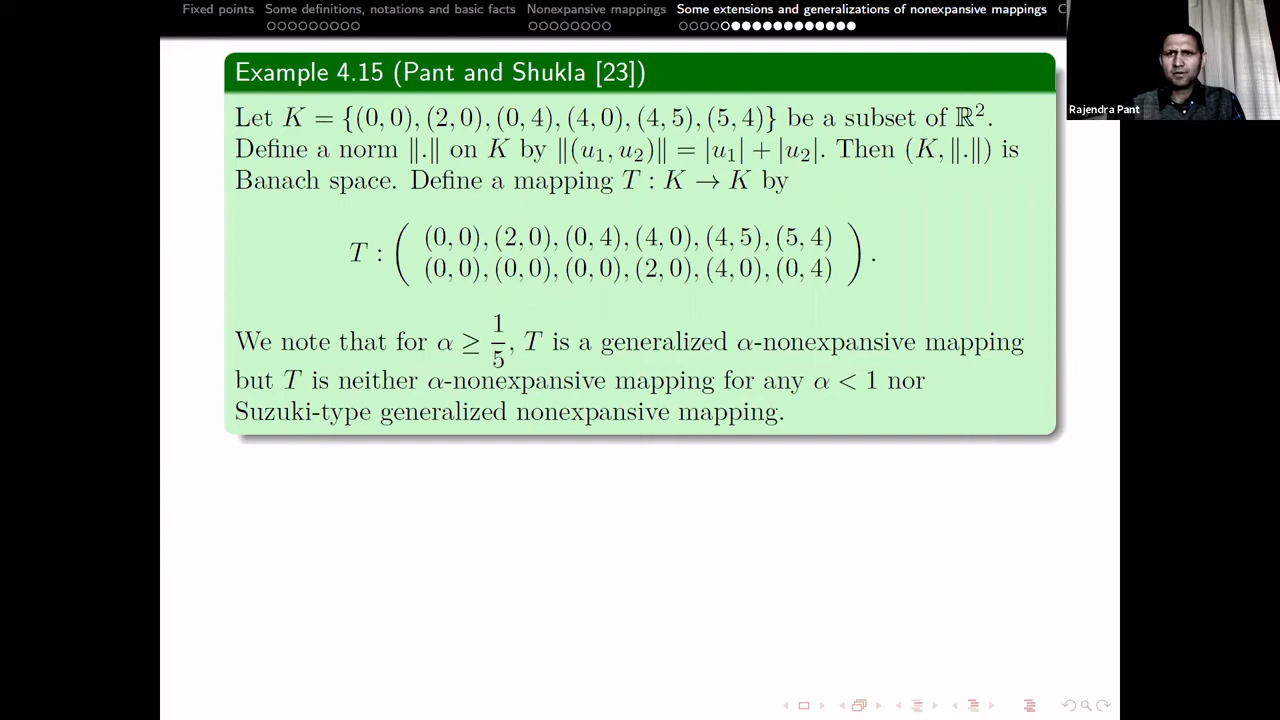 Fixed points Some definitions, notations and basic facts Nonexpansive mappings Some extensions and generalizations of nonexpansive mappings C
Rajendra Pant
Example 4.15 (Pant and Shukla [23])
Let K = {(0, 0), (2, 0), (0, 4), (4, 0), (4, 5), (5, 4)} be a subset of ℝ².
Define a norm ‖.‖ on K by ‖(u₁, u₂)‖ = |u₁| + |u₂|. Then (K, ‖.‖) is
Banach space. Define a mapping T : K → K by
T : ( (0, 0), (2, 0), (0, 4), (4, 0), (4, 5), (5, 4)
(0, 0), (0, 0), (0, 0), (2, 0), (4, 0), (0, 4) ) .
We note that for α ≥ 1/5, T is a generalized α-nonexpansive mapping
but T is neither α-nonexpansive mapping for any α < 1 nor
Suzuki-type generalized nonexpansive mapping.